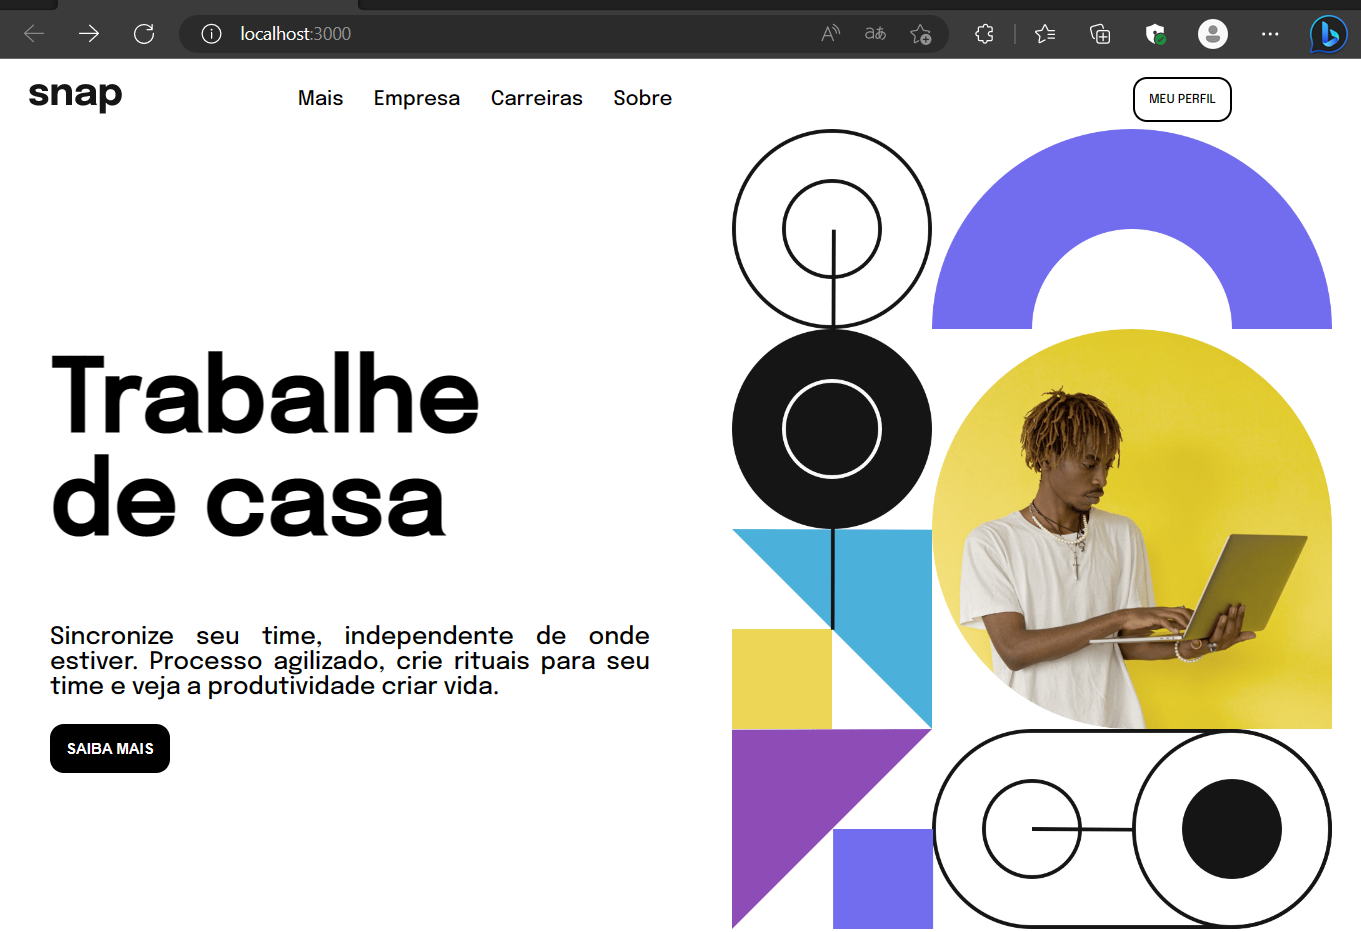 localhost:3000
snap
Mais Empresa Carreiras Sobre
MEU PERFIL
Trabalhe
de casa
Sincronize seu time, independente de onde
estiver. Processo agilizado, crie rituais para seu
time e veja a produtividade criar vida.
SAIBA MAIS